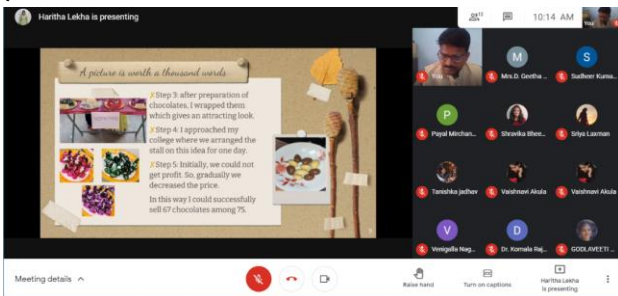 Haritha Lekha is presenting
10:14 AM
You
A picture is worth a thousand words
✗Step 3: after preparation of
chocolates, I wrapped them
which gives an attracting look.
✗Step 4: I approached my
college where we arranged the
stall on this idea for one day.
✗Step 5: Initially, we could not
get profit. So, gradually we
decreased the price.
In this way I could successfully
sell 67 chocolates among 75.
M
S
You
Mrs.D. Geetha ...
Sudheer Kuma...
P
Payal Mirchan...
Shravika Bhee...
Sriya Laxman
Tanishka jadhav
Vaishnavi Akula
Vaishnavi Akula
V
D
Venigalla Nag...
Dr. Komala Raj...
GODLAVEETI ...
Meeting details
Raise hand
Turn on captions
Haritha Lekha
is presenting